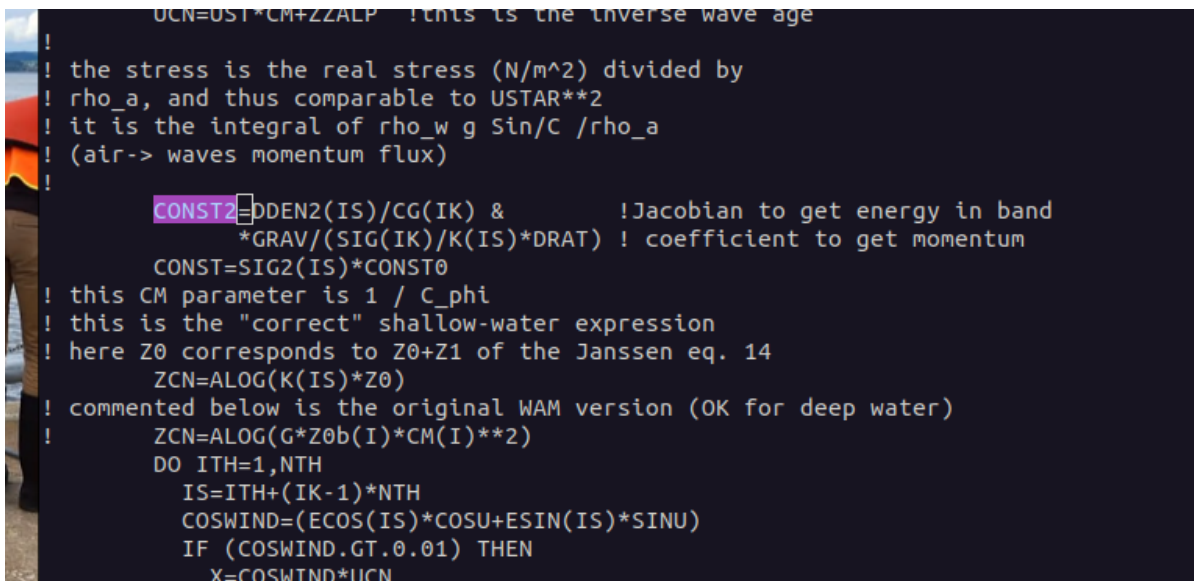 UCN=UST*CM+ZZALP !this is the inverse wave age
!
! the stress is the real stress (N/m^2) divided by
! rho_a, and thus comparable to USTAR**2
! it is the integral of rho_w g Sin/C /rho_a
! (air-> waves momentum flux)
!
CONST2=DDEN2(IS)/CG(IK) & !Jacobian to get energy in band
*GRAV/(SIG(IK)/K(IS)*DRAT) ! coefficient to get momentum
CONST=SIG2(IS)*CONST0
! this CM parameter is 1 / C_phi
! this is the "correct" shallow-water expression
! here Z0 corresponds to Z0+Z1 of the Janssen eq. 14
ZCN=ALOG(K(IS)*Z0)
! commented below is the original WAM version (OK for deep water)
! ZCN=ALOG(G*Z0b(I)*CM(I)**2)
DO ITH=1,NTH
IS=ITH+(IK-1)*NTH
COSWIND=(ECOS(IS)*COSU+ESIN(IS)*SINU)
IF (COSWIND.GT.0.01) THEN
X=COSWIND*UCN